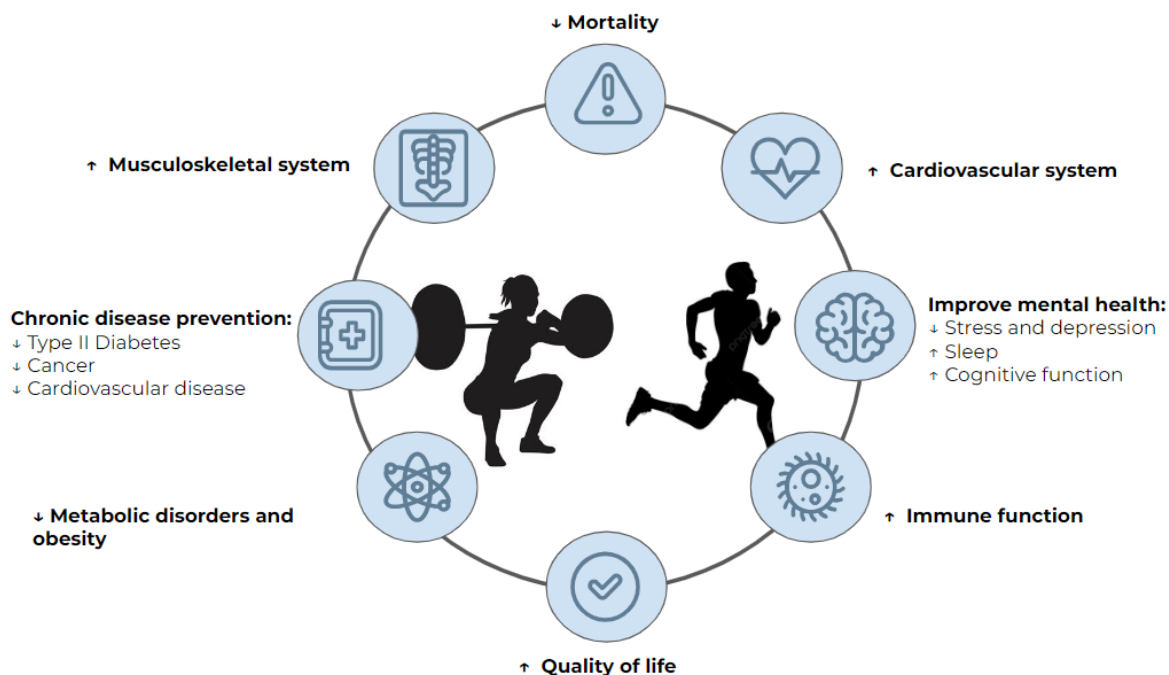 ↓ Mortality
↑ Musculoskeletal system
↑ Cardiovascular system
Chronic disease prevention:
↓ Type II Diabetes
↓ Cancer
↓ Cardiovascular disease
Improve mental health:
↓ Stress and depression
↑ Sleep
↑ Cognitive function
↓ Metabolic disorders and
obesity
↑ Immune function
↑ Quality of life